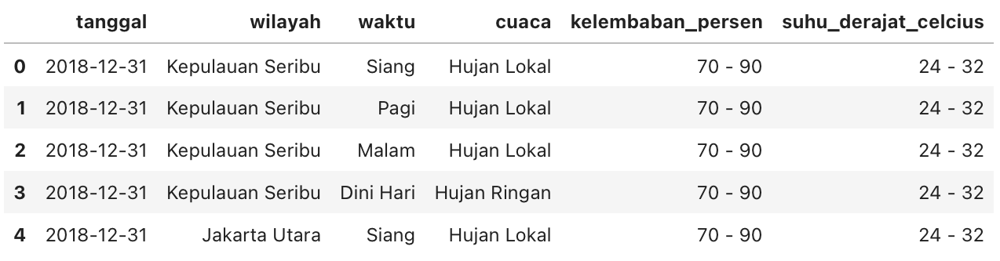 tanggal wilayah waktu cuaca kelembaban_persen suhu_derajat_celcius
0 2018-12-31 Kepulauan Seribu Siang Hujan Lokal 70 - 90 24 - 32
1 2018-12-31 Kepulauan Seribu Pagi Hujan Lokal 70 - 90 24 - 32
2 2018-12-31 Kepulauan Seribu Malam Hujan Lokal 70 - 90 24 - 32
3 2018-12-31 Kepulauan Seribu Dini Hari Hujan Ringan 70 - 90 24 - 32
4 2018-12-31 Jakarta Utara Siang Hujan Lokal 70 - 90 24 - 32